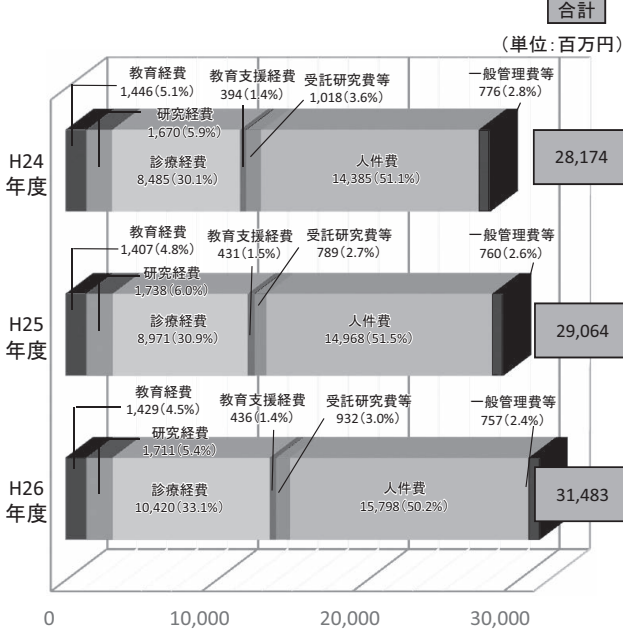 合計
(単位:百万円)
教育経費
1,446(5.1%)
教育支援経費
394(1.4%)
受託研究費等
1,018(3.6%)
一般管理費等
776(2.8%)
研究経費
1,670(5.9%)
H24
年度
診療経費
8,485(30.1%)
人件費
14,385(51.1%)
28,174
教育経費
1,407(4.8%)
教育支援経費
431(1.5%)
受託研究費等
789(2.7%)
一般管理費等
760(2.6%)
研究経費
1,738(6.0%)
H25
年度
診療経費
8,971(30.9%)
人件費
14,968(51.5%)
29,064
教育経費
1,429(4.5%)
教育支援経費
436(1.4%)
受託研究費等
932(3.0%)
一般管理費等
757(2.4%)
研究経費
1,711(5.4%)
H26
年度
診療経費
10,420(33.1%)
人件費
15,798(50.2%)
31,483
0 10,000 20,000 30,000